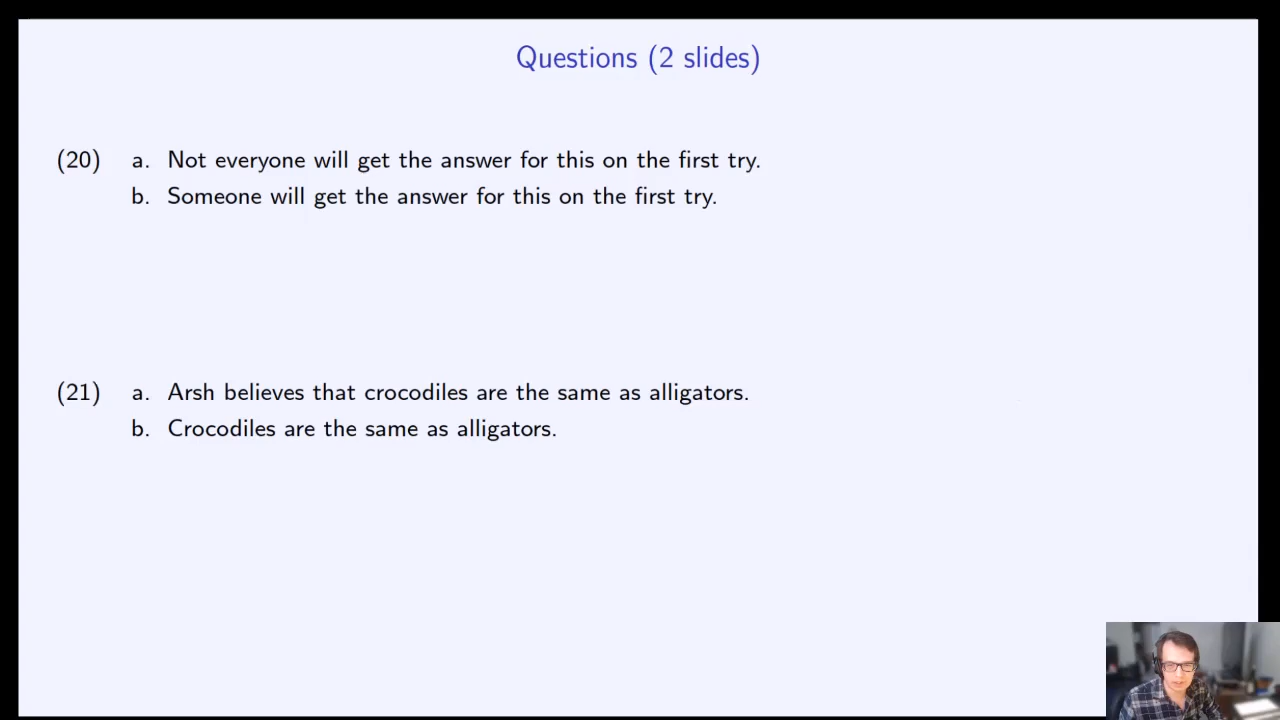 Questions (2 slides)
(20) a. Not everyone will get the answer for this on the first try.
b. Someone will get the answer for this on the first try.
(21) a. Arsh believes that crocodiles are the same as alligators.
b. Crocodiles are the same as alligators.